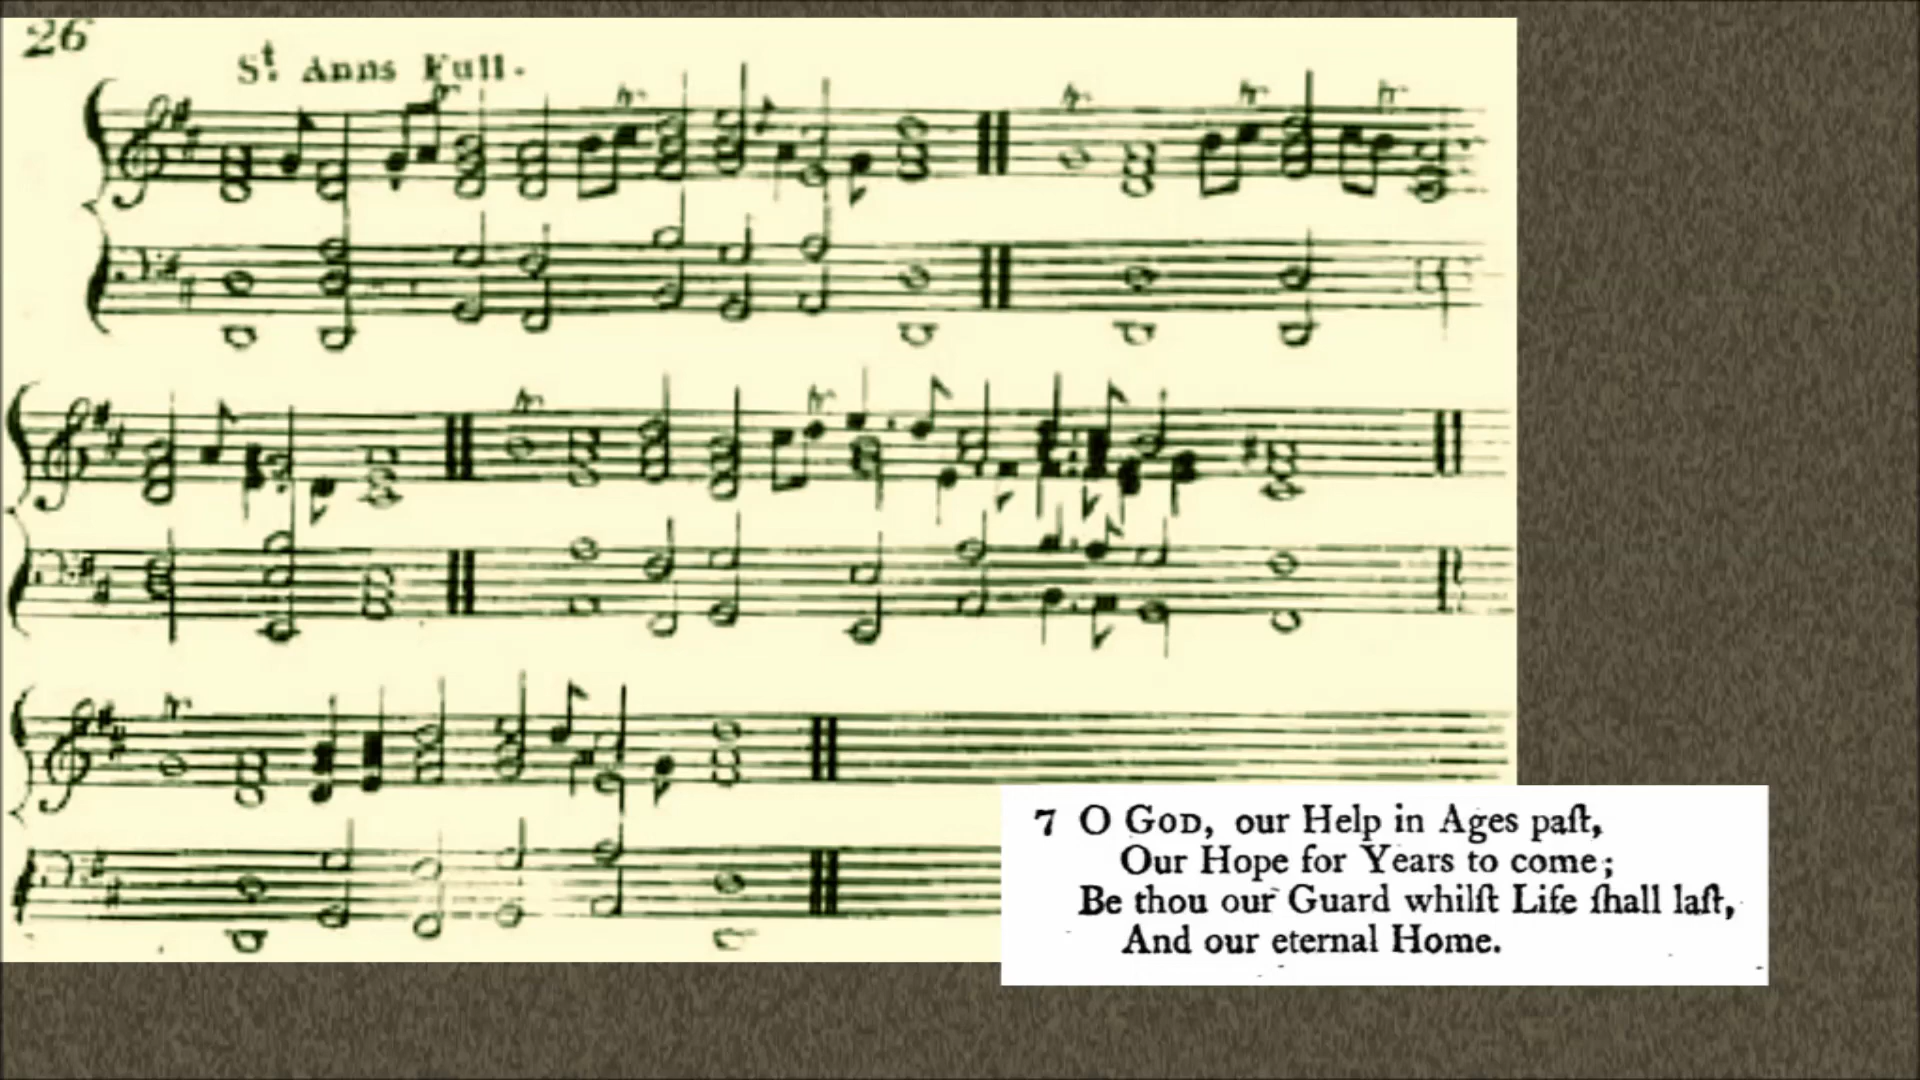 26
St. Anns Full.
7 O GOD, our Help in Ages paſt,
Our Hope for Years to come;
Be thou our Guard whilſt Life ſhall laſt,
And our eternal Home.